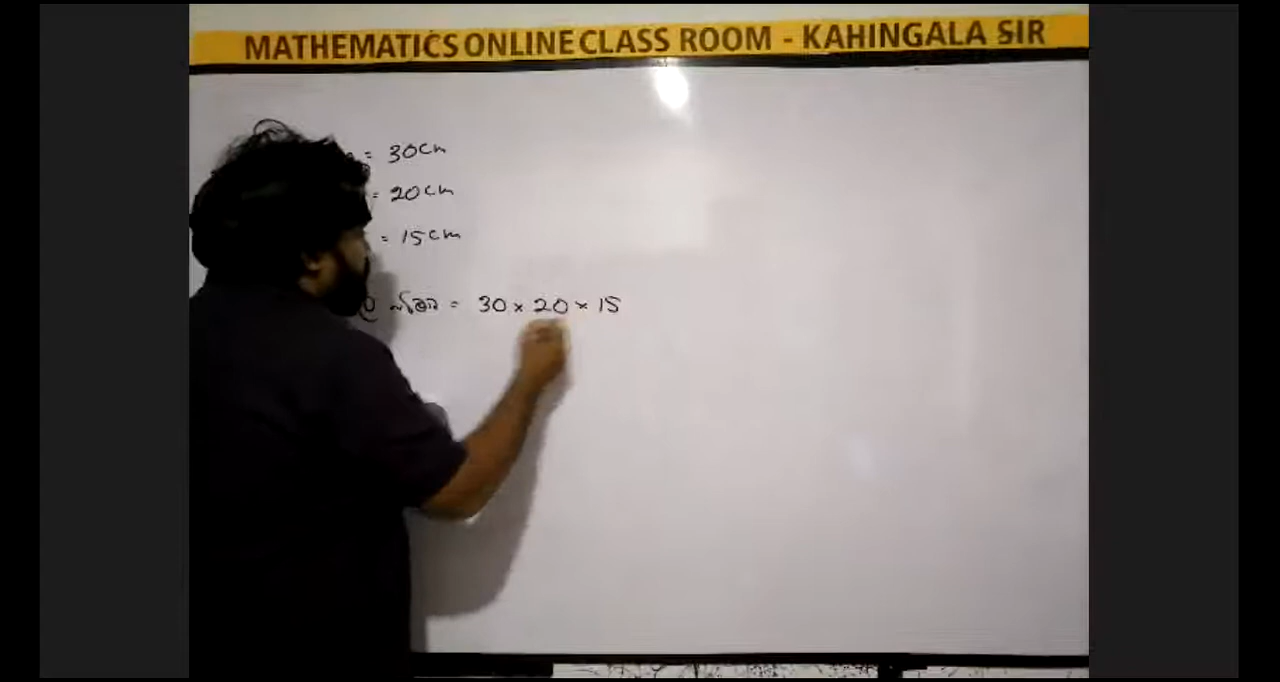 MATHEMATICS ONLINE CLASS ROOM - KAHINGALA SIR
= 30cm
= 20cm
= 15cm
= 30 × 20 × 15